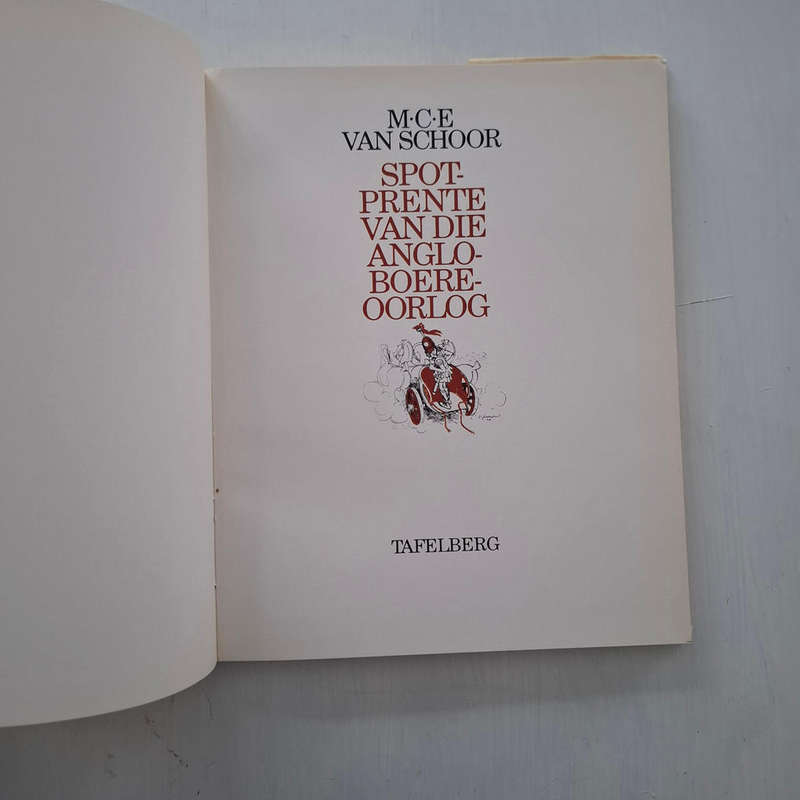 M·C·E
VAN SCHOOR
SPOT-
PRENTE
VAN DIE
ANGLO-
BOERE-
OORLOG
TAFELBERG